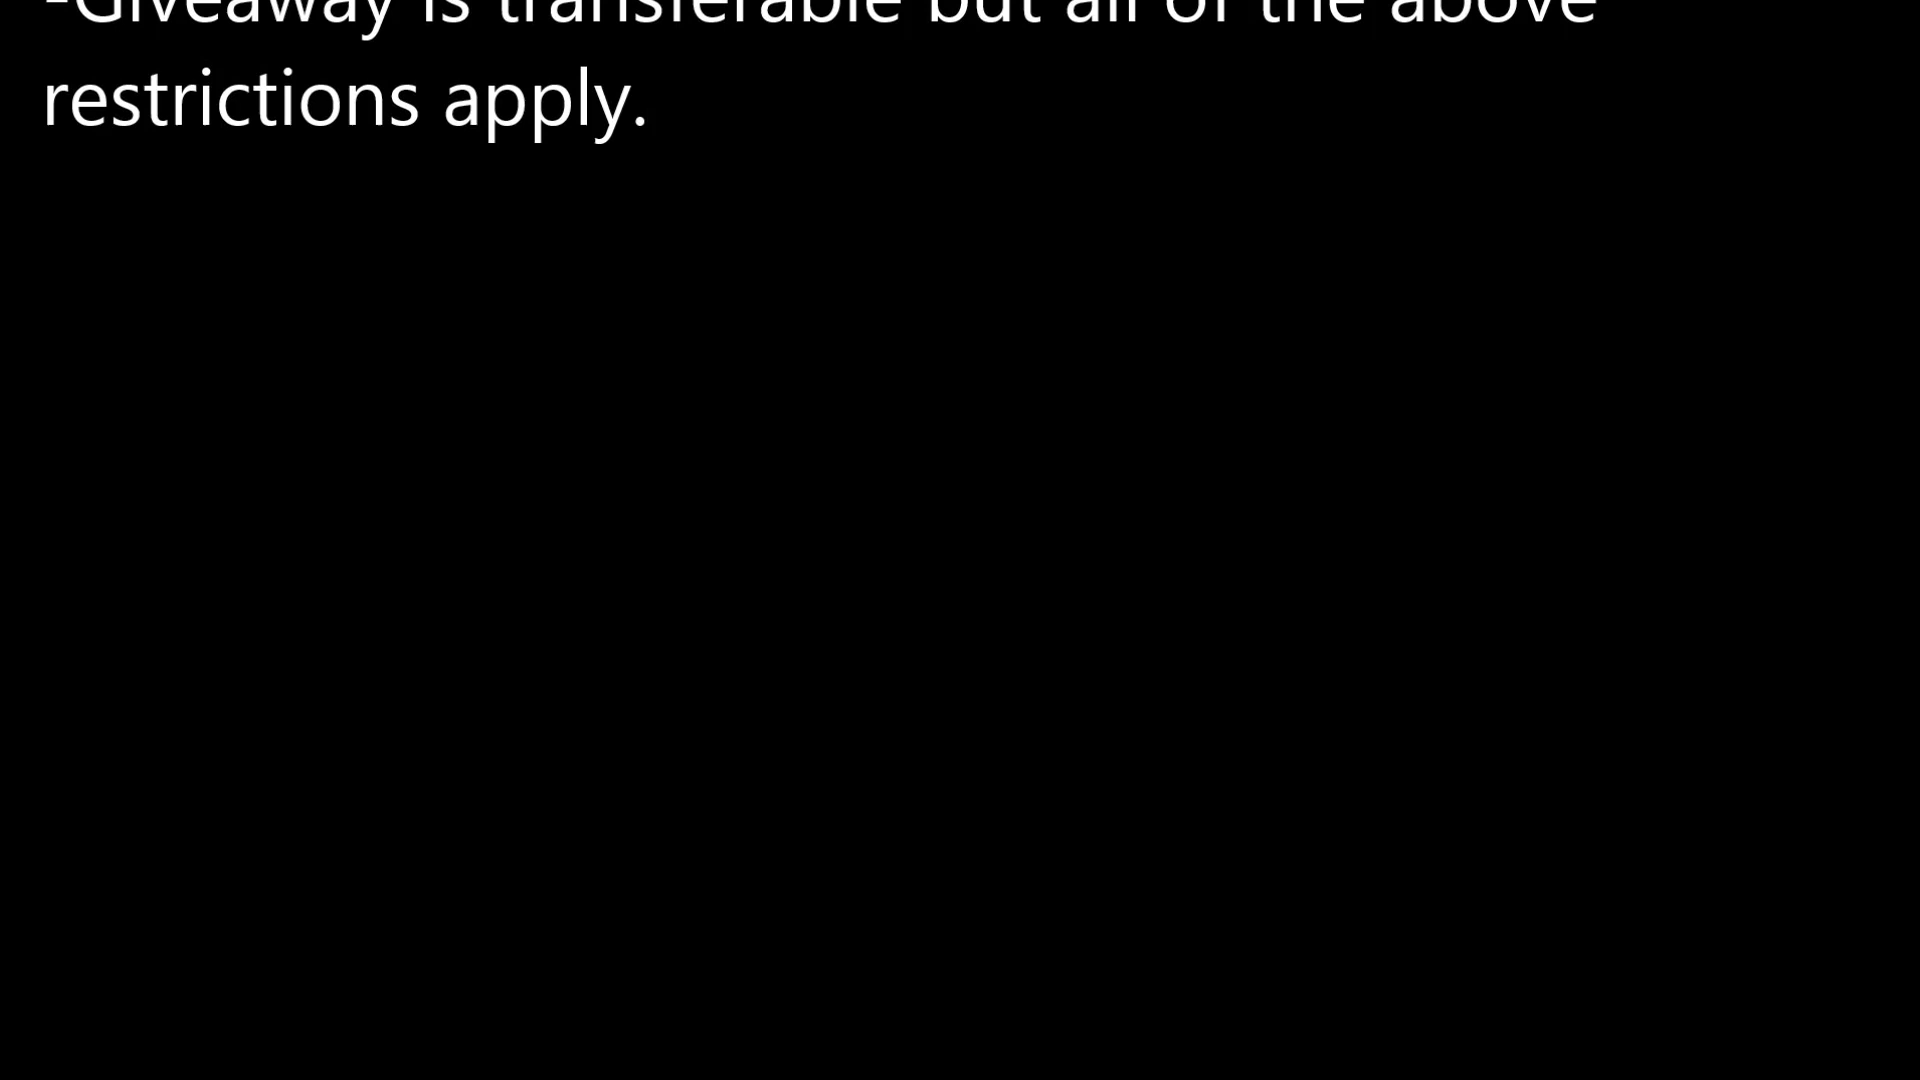 -Giveaway is transferable but all of the above
restrictions apply.